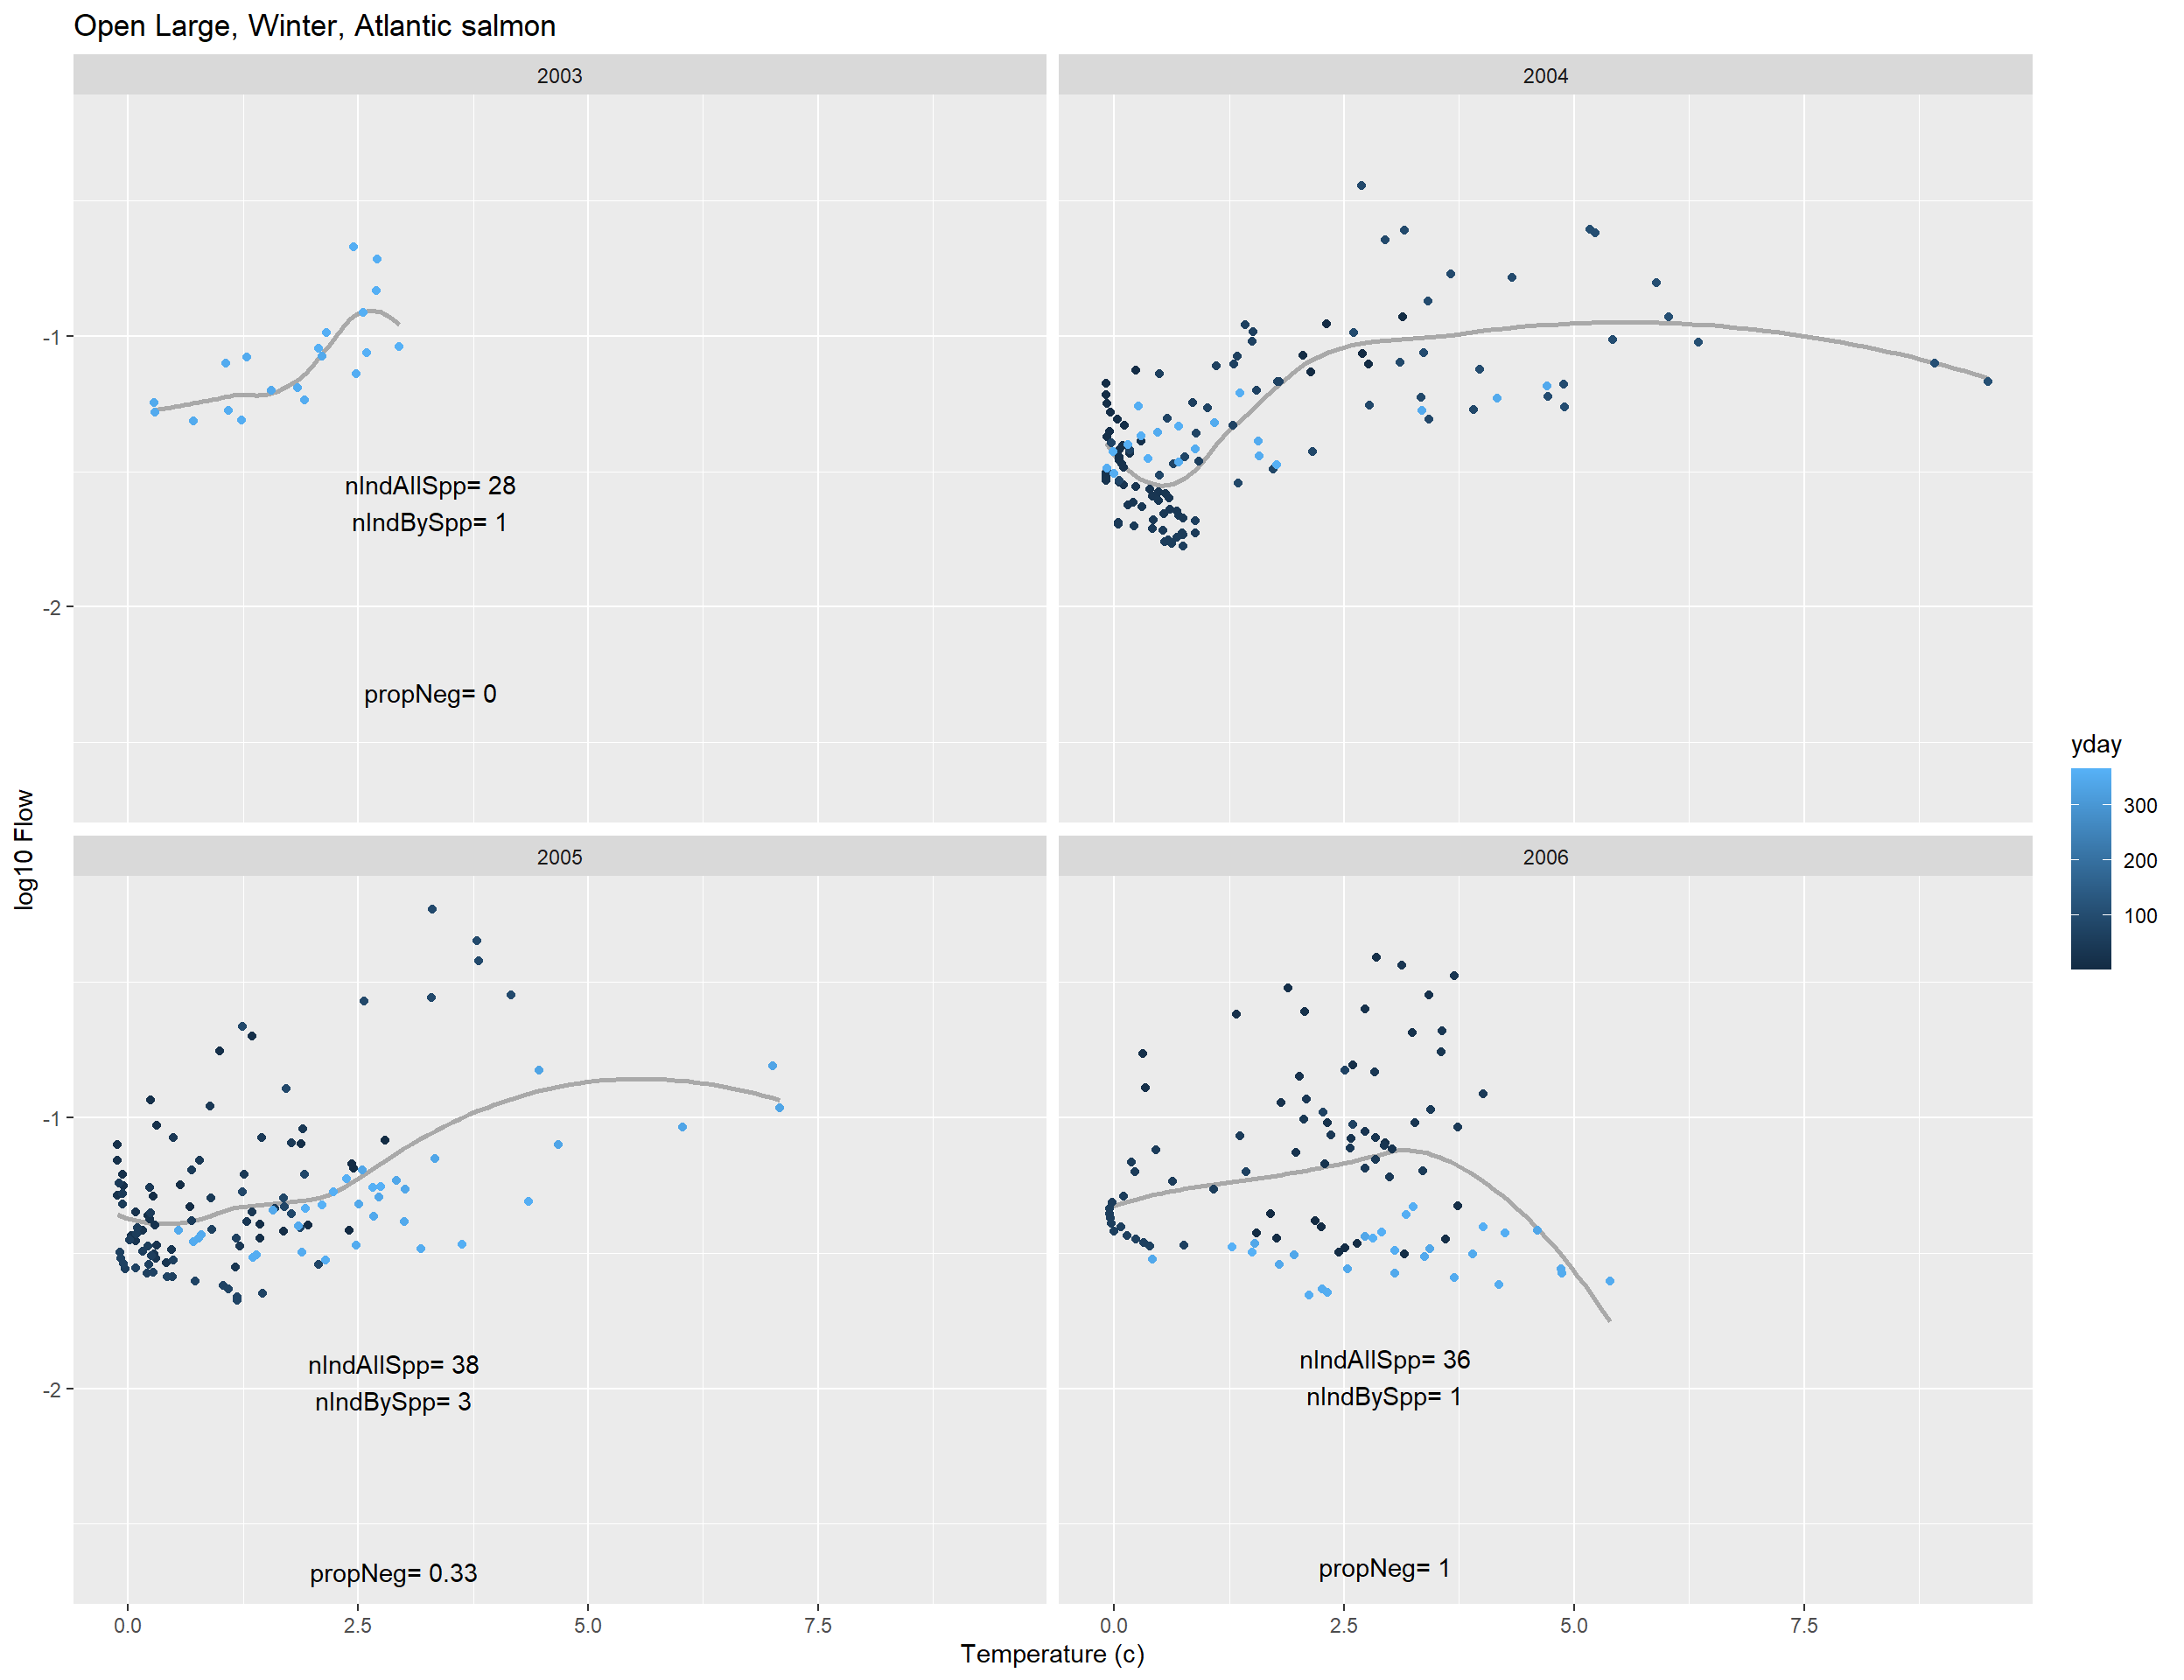 Open Large, Winter, Atlantic salmon
2003
2004
-1
-2
nIndAllSpp= 28
nIndBySpp= 1
propNeg= 0
2005
2006
-1
-2
nIndAllSpp= 38
nIndBySpp= 3
propNeg= 0.33
nIndAllSpp= 36
nIndBySpp= 1
propNeg= 1
0.0 2.5 5.0 7.5
0.0 2.5 5.0 7.5
Temperature (c)
log10 Flow
yday
300
200
100